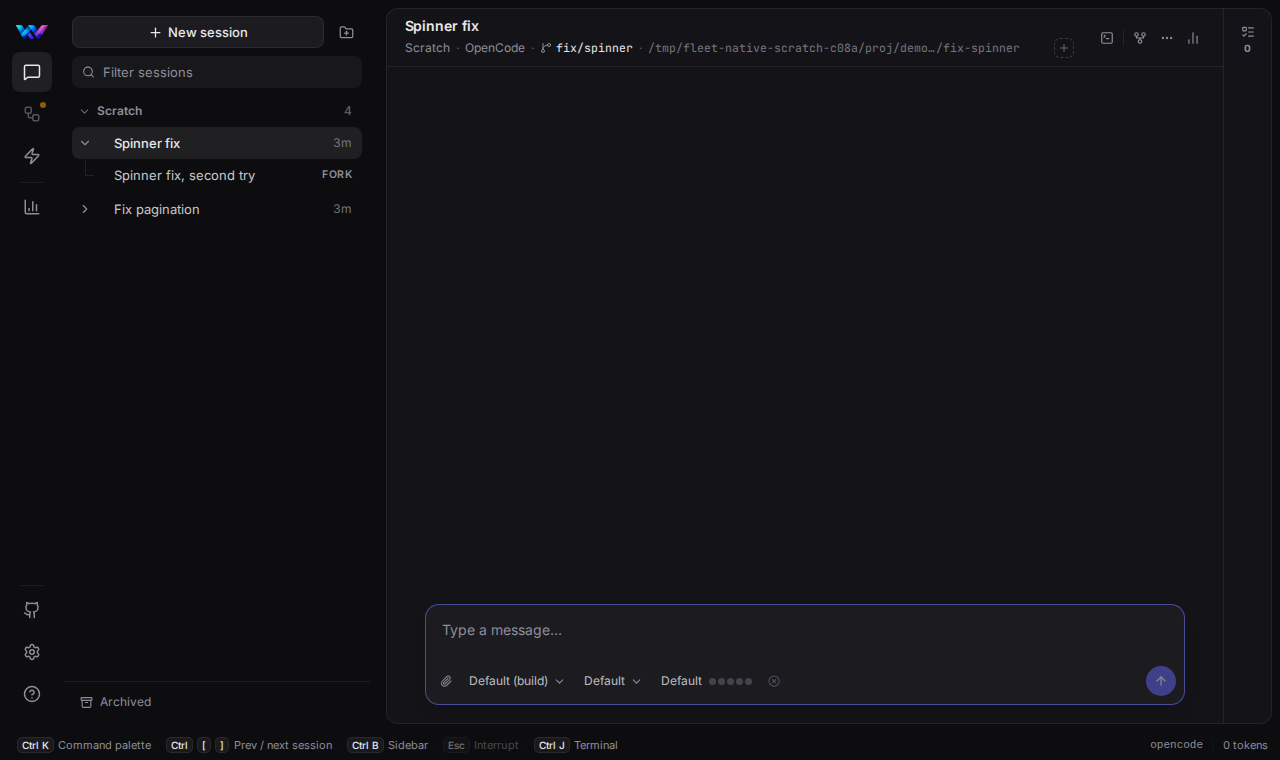 New session
Filter sessions
Scratch 4
Spinner fix 3m
Spinner fix, second try FORK
Fix pagination 3m
Archived
Spinner fix
Scratch · OpenCode · fix/spinner · /tmp/fleet-native-scratch-c08a/proj/demo…/fix-spinner
0
Type a message...
Default (build) Default Default
Ctrl K Command palette Ctrl [ ] Prev / next session Ctrl B Sidebar Esc Interrupt Ctrl J Terminal opencode 0 tokens